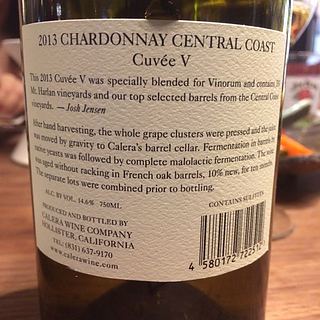 2013 CHARDONNAY CENTRAL COAST
Cuvée V
This 2013 Cuvée V was specially blended for Vinorum and contains
Mt. Harlan vineyards and our top selected barrels from the Central Coast
vineyards. — Josh Jensen
After hand harvesting, the whole grape clusters were pressed and the juice
was moved by gravity to Calera's barrel cellar. Fermentation in barrels by
native yeasts was followed by complete malolactic fermentation. The wine
was aged without racking in French oak barrels, 10% new, for ten months.
The separate lots were combined prior to bottling.
ALC. BY VOL. 14.6% 750ML
CONTAINS SULFITES
PRODUCED AND BOTTLED BY
CALERA WINE COMPANY
HOLLISTER, CALIFORNIA
TEL: (831) 637-9170
www.calerawine.com
4 580172 72251